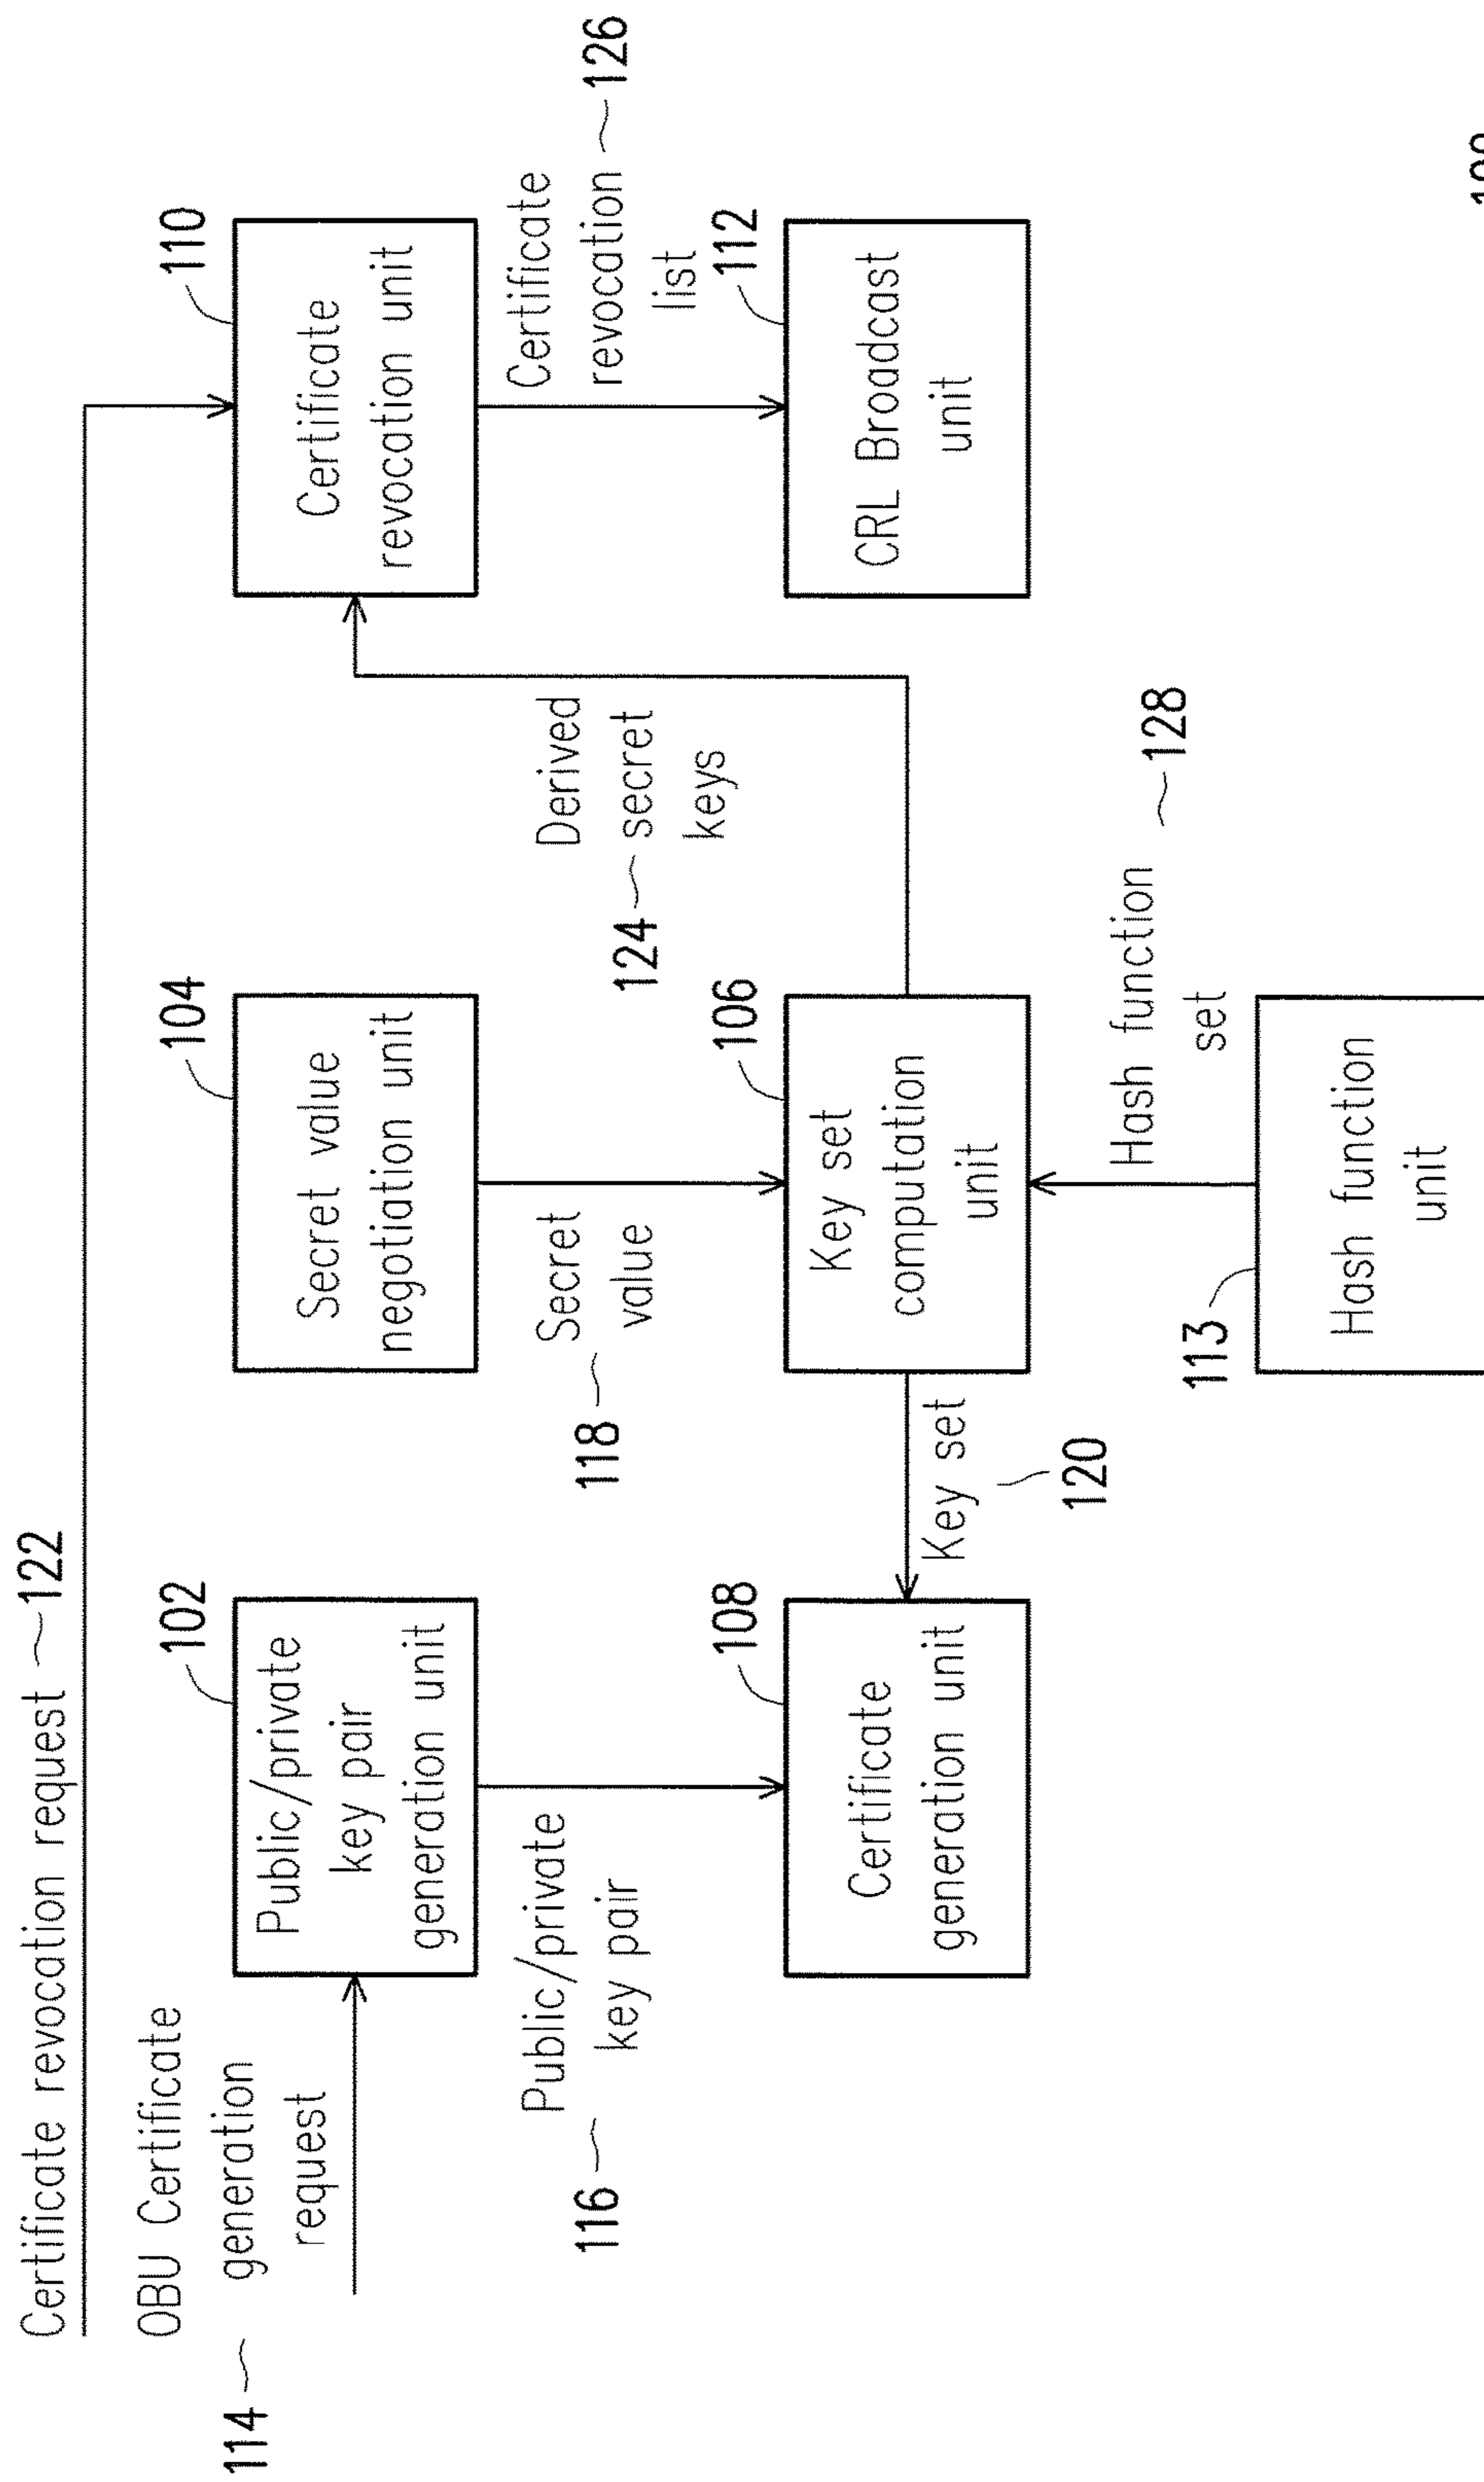 Certificate revocation request
122
OBU Certificate
generation
request
114
102
Public/private
key pair
generation unit
Public/private
key pair
116
108
Certificate
generation unit
104
Secret value
negotiation unit
Secret
value
118
106
Key set
computation
unit
Key set
120
Derived
secret
keys
124
110
Certificate
revocation unit
Certificate
revocation
list
126
112
CRL Broadcast
unit
Hash function
set
128
113
Hash function
unit